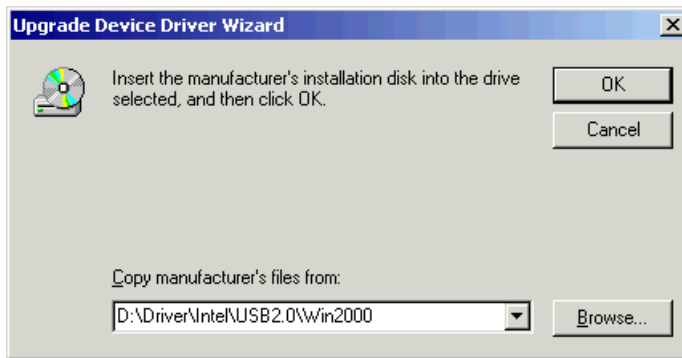 Upgrade Device Driver Wizard
Insert the manufacturer's installation disk into the drive
selected, and then click OK.
OK
Cancel
Copy manufacturer's files from:
D:\Driver\Intel\USB2.0\Win2000
Browse...